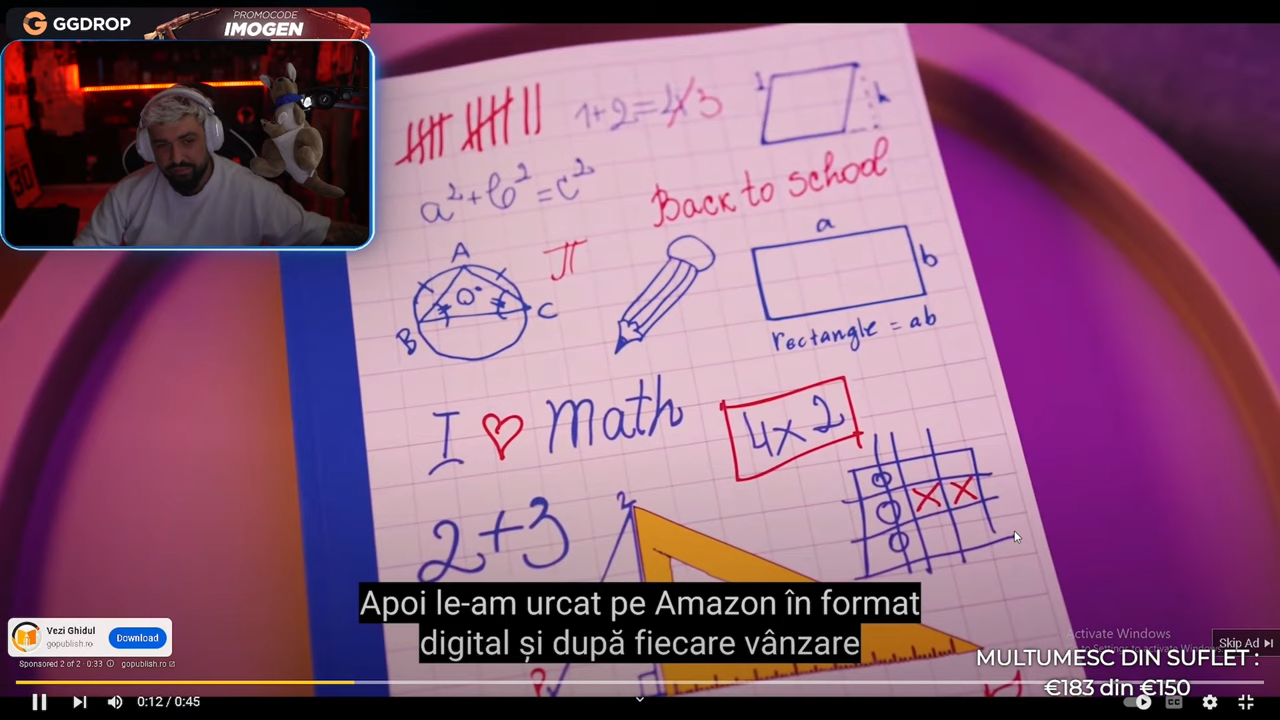 GGDROP
PROMOCODE
IMOGEN
1+2=4 3
h
a²+b²=c²
Back to school
A
π
a
b
B
C
rectangle = ab
I ♥ Math
4x2
2+3
Apoi le-am urcat pe Amazon în format
digital și după fiecare vânzare
Vezi Ghidul
gopublish.ro
Download
Sponsored 2 of 2 · 0:33
gopublish.ro
Activate Windows
Skip Ad
MULTUMESC DIN SUFLET :
€183 din €150
0:12 / 0:45